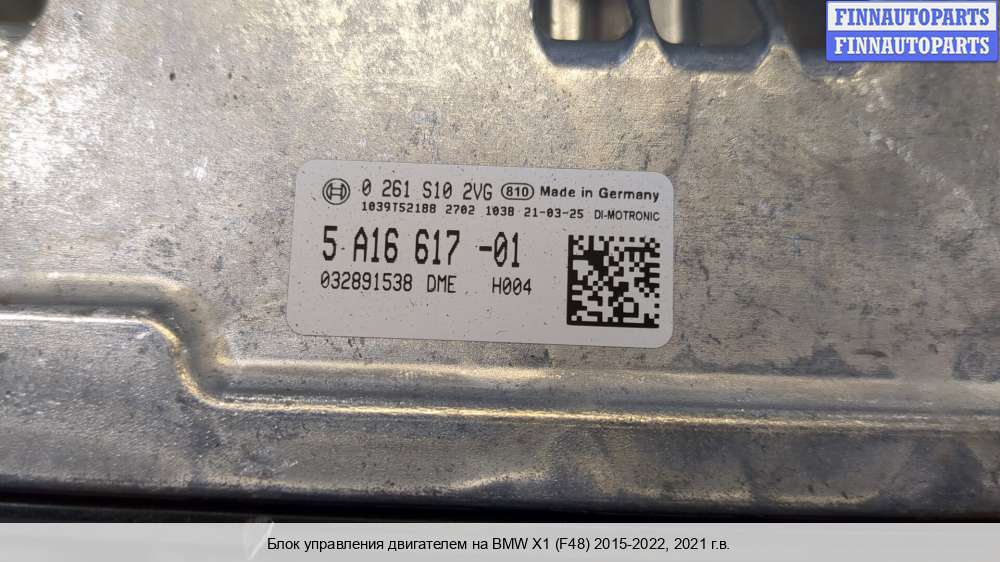 FINNAUTOPARTS
FINNAUTOPARTS
0 261 S10 2VG 810 Made in Germany
1039T52188 2702 1038 21-03-25 DI-MOTRONIC
5 A16 617 -01
032891538 DME H004
Блок управления двигателем на BMW X1 (F48) 2015-2022, 2021 г.в.